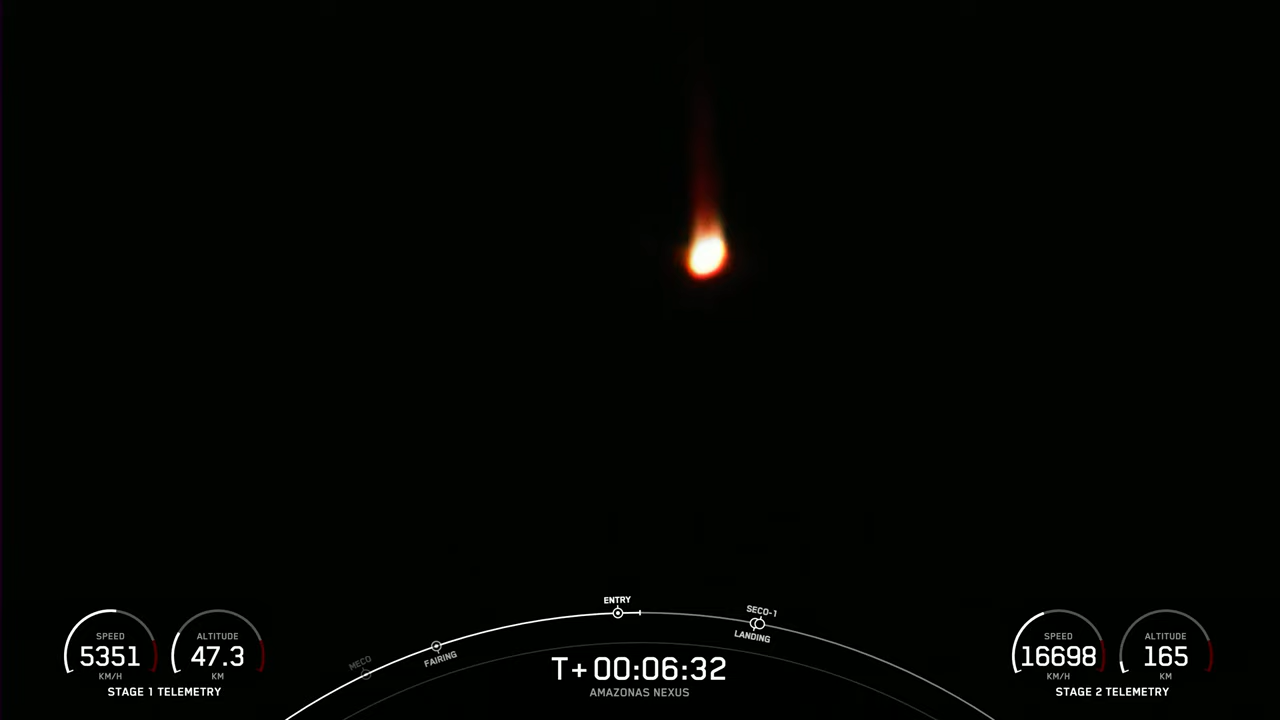 ENTRY
SECO-1
LANDING
MECO
FAIRING
SPEED
5351
KM/H
ALTITUDE
47.3
KM
STAGE 1 TELEMETRY
T+00:06:32
AMAZONAS NEXUS
SPEED
16698
KM/H
ALTITUDE
165
KM
STAGE 2 TELEMETRY